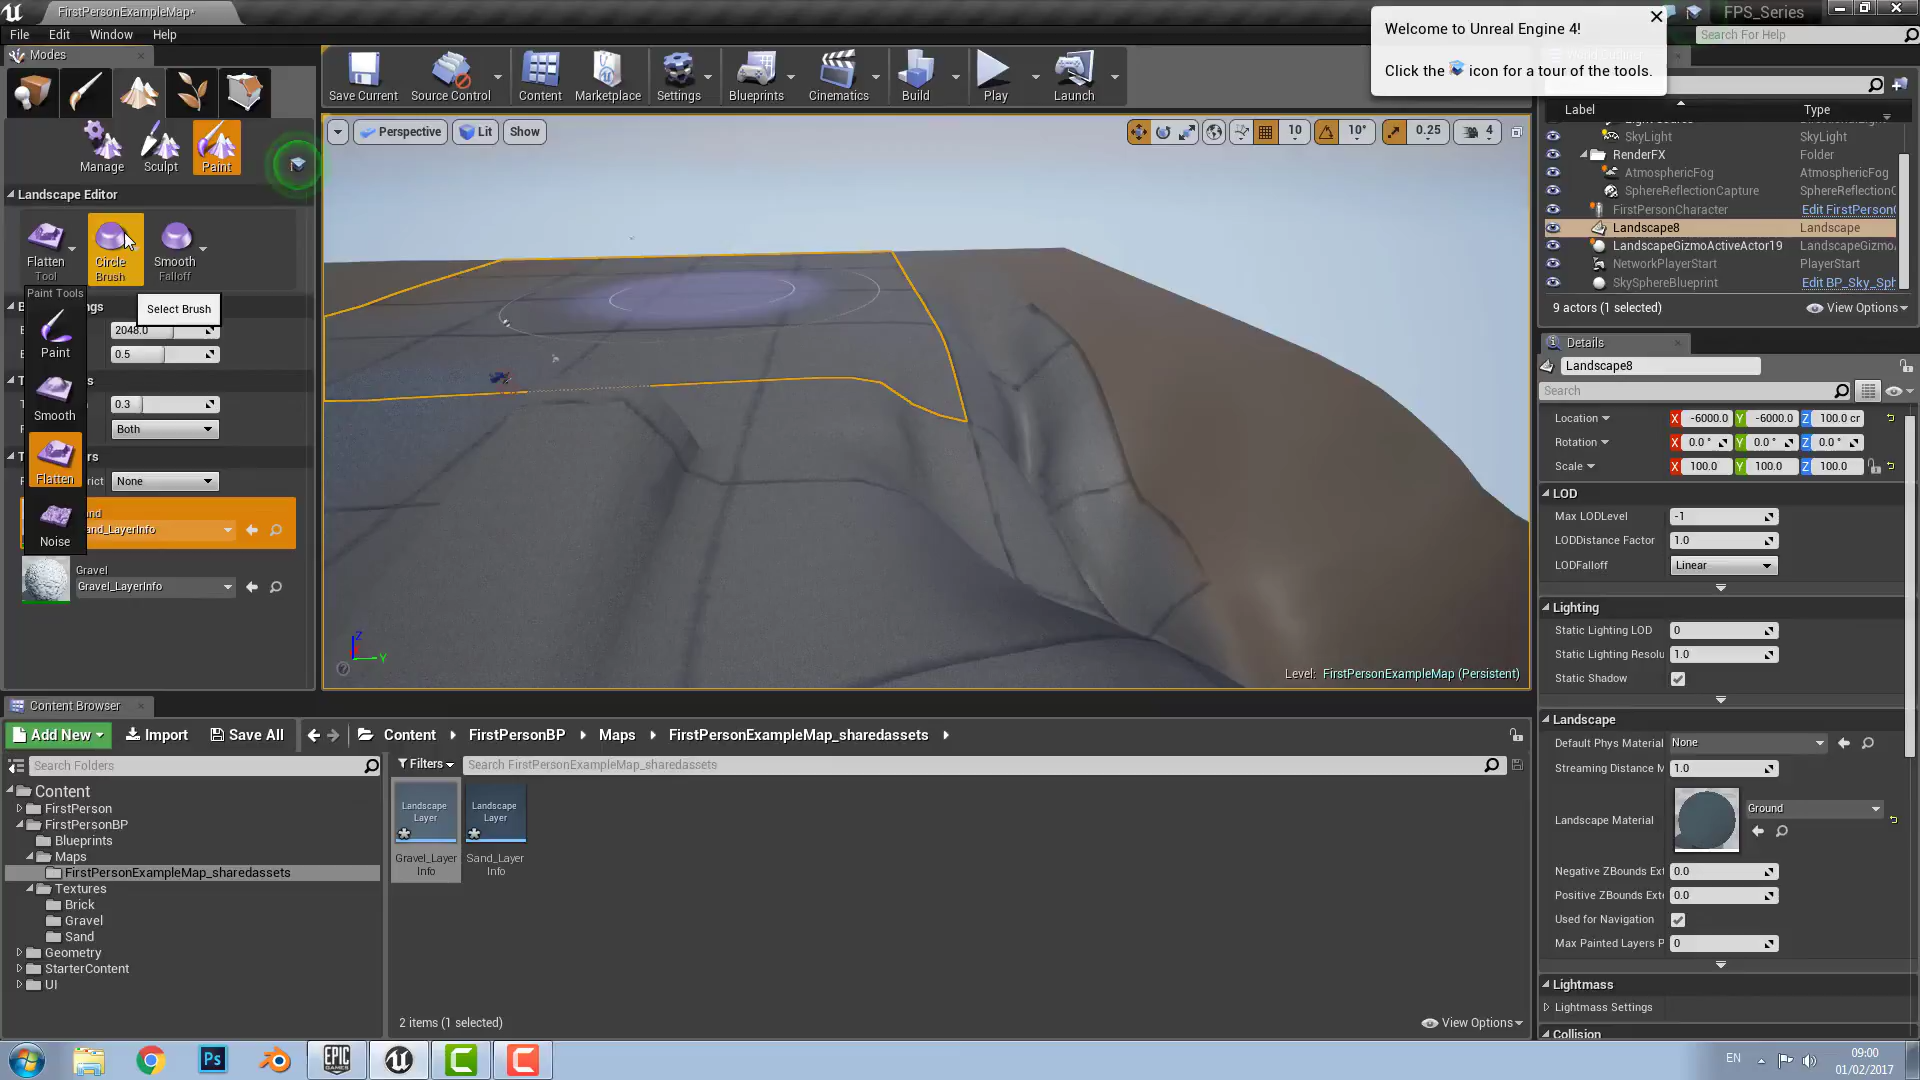 FirstPersonExampleMap*
FPS_Series
File Edit Window Help
Search For Help
Welcome to Unreal Engine 4!
Click the icon for a tour of the tools.
Modes
Save Current
Source Control
Content
Marketplace
Settings
Blueprints
Cinematics
Build
Play
Launch
Manage
Sculpt
Paint
Landscape Editor
Flatten
Tool
Circle
Brush
Smooth
Falloff
Paint Tools
Select Brush
2048.0
Paint
0.5
Smooth
0.3
Both
Flatten
None
Sand_LayerInfo
Noise
Gravel
Gravel_LayerInfo
Perspective
Lit
Show
10
10°
0.25
4
Z
Y
Level: FirstPersonExampleMap (Persistent)
Label
Type
SkyLight
SkyLight
RenderFX
Folder
AtmosphericFog
AtmosphericFog
SphereReflectionCapture
SphereReflectionC
FirstPersonCharacter
Edit FirstPerson
Landscape8
Landscape
LandscapeGizmoActiveActor19
LandscapeGizmo
NetworkPlayerStart
PlayerStart
SkySphereBlueprint
Edit BP_Sky_Sph
9 actors (1 selected)
View Options
Details
Landscape8
Search
Location X -6000.0 Y -6000.0 Z 100.0 cr
Rotation X 0.0 ° Y 0.0 ° Z 0.0 °
Scale X 100.0 Y 100.0 Z 100.0
LOD
Max LODLevel -1
LODDistance Factor 1.0
LODFalloff Linear
Lighting
Static Lighting LOD 0
Static Lighting Resolu 1.0
Static Shadow
Landscape
Default Phys Material None
Streaming Distance M 1.0
Landscape Material
Ground
Negative ZBounds Ext 0.0
Positive ZBounds Exte 0.0
Used for Navigation
Max Painted Layers P 0
Lightmass
Lightmass Settings
Collision
Content Browser
Add New
Import
Save All
Content
FirstPersonBP
Maps
FirstPersonExampleMap_sharedassets
Search Folders
Filters
Search FirstPersonExampleMap_sharedassets
Content
FirstPerson
FirstPersonBP
Blueprints
Maps
FirstPersonExampleMap_sharedassets
Textures
Brick
Gravel
Sand
Geometry
StarterContent
UI
Landscape
Layer
Gravel_Layer
Info
Landscape
Layer
Sand_Layer
Info
2 items (1 selected)
View Options
Ps
EPIC
GAMES
EN
09:00
01/02/2017